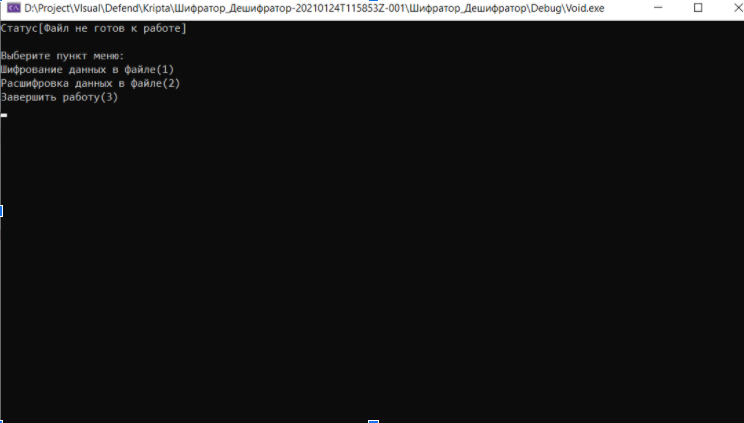 D:\Project\VIsual\Defend\Kripta\Шифратор_Дешифратор-20210124T115853Z-001\Шифратор_Дешифратор\Debug\Void.exe
Статус[Файл не готов к работе]
Выберите пункт меню:
Шифрование данных в файле(1)
Расшифровка данных в файле(2)
Завершить работу(3)